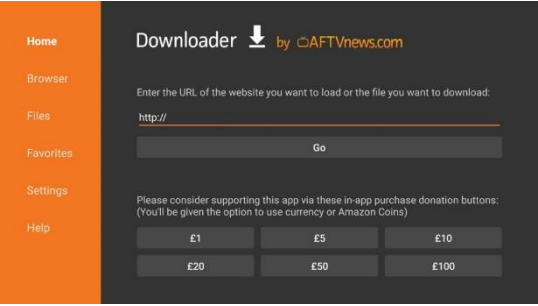 Home
Browser
Files
Favorites
Settings
Help
Downloader by AFTVnews.com
Enter the URL of the website you want to load or the file you want to download:
http://
Go
Please consider supporting this app via these in-app purchase donation buttons:
(You'll be given the option to use currency or Amazon Coins)
£1 £5 £10
£20 £50 £100